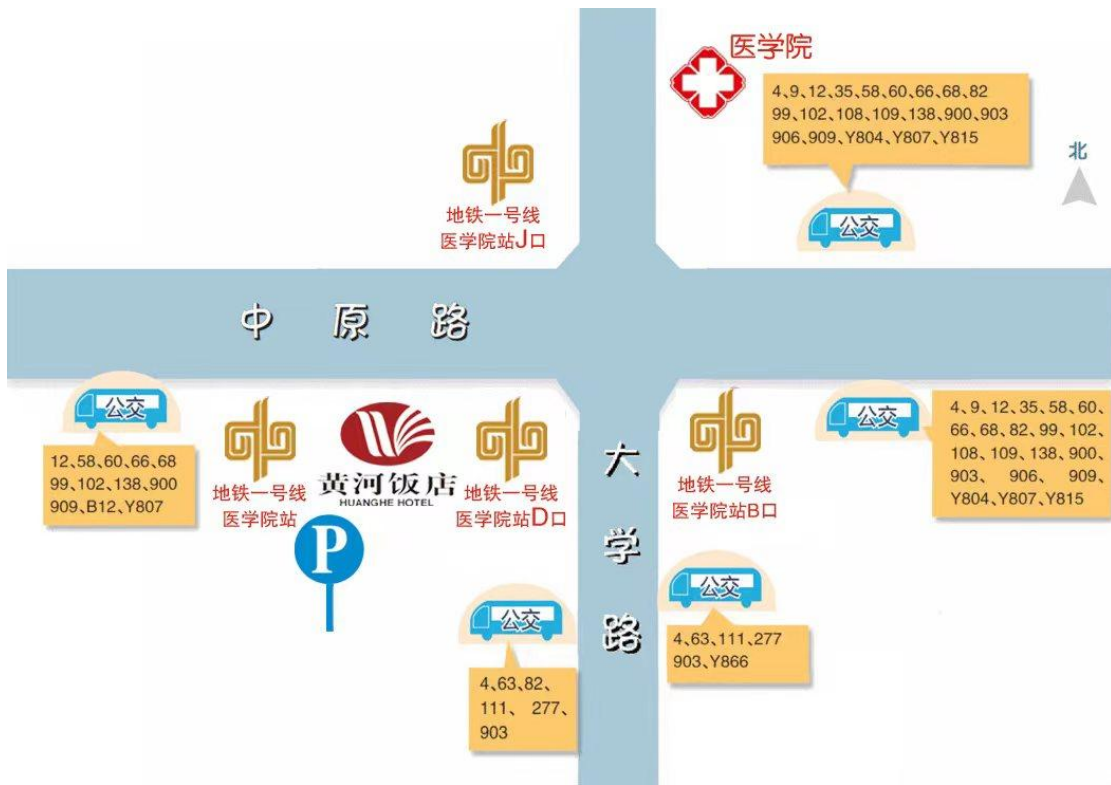 医学院
4、9、12、35、58、60、66、68、82
99、102、108、109、138、900、903
906、909、Y804、Y807、Y815
北
公交
地铁一号线
医学院站J口
中原路
公交
12、58、60、66、68
99、102、138、900
909、B12、Y807
地铁一号线
医学院站
黄河饭店
HUANGHE HOTEL
P
地铁一号线
医学院站D口
大学路
地铁一号线
医学院站B口
公交
4、9、12、35、58、60、
66、68、82、99、102、
108、109、138、900、
903、 906、 909、
Y804、Y807、Y815
公交
4、63、82、
111、 277、
903
公交
4、63、111、277
903、Y866